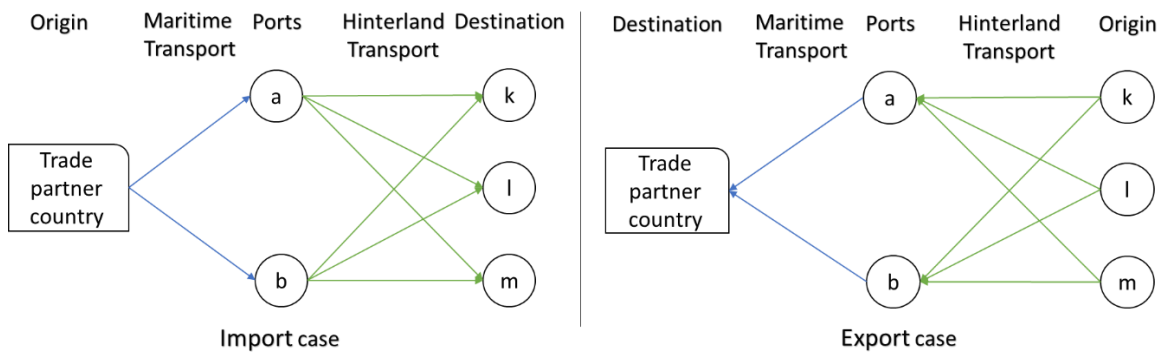 Origin
Maritime
Transport
Ports
Hinterland
Transport
Destination
a
b
k
l
m
Trade
partner
country
Import case
Destination
Maritime
Transport
Ports
Hinterland
Transport
Origin
a
b
k
l
m
Trade
partner
country
Export case